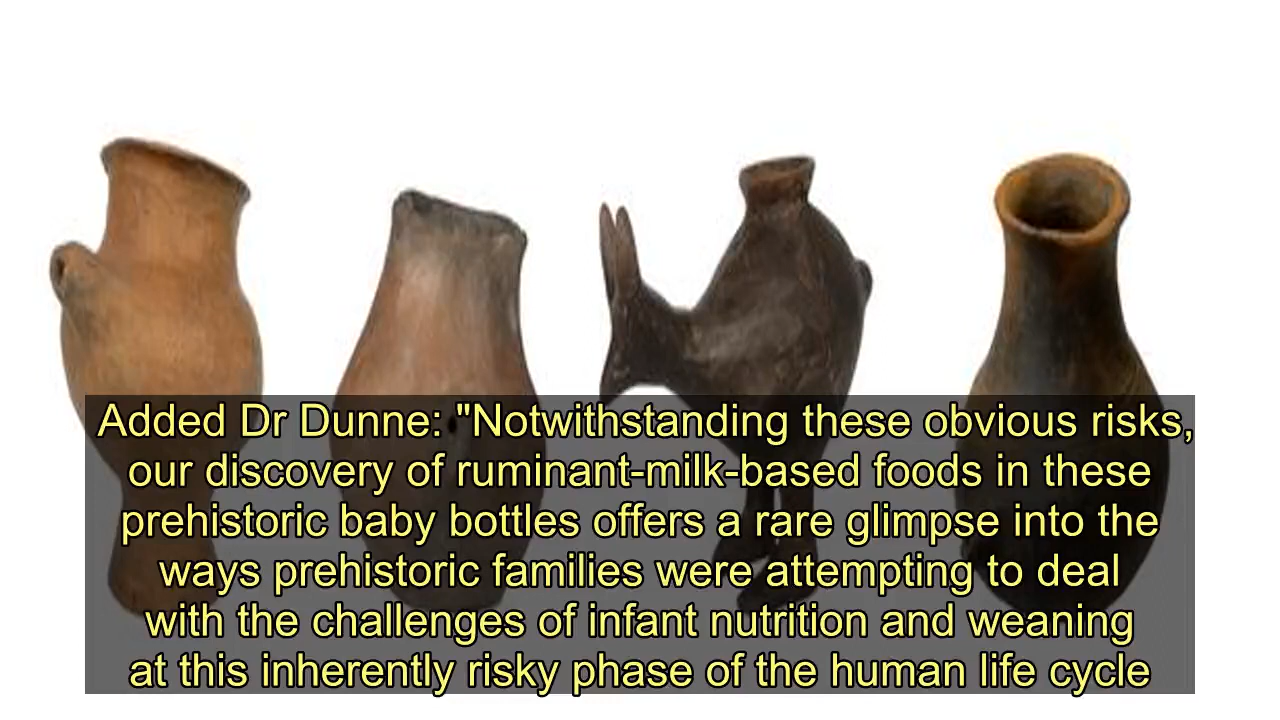 Added Dr Dunne: "Notwithstanding these obvious risks,
our discovery of ruminant-milk-based foods in these
prehistoric baby bottles offers a rare glimpse into the
ways prehistoric families were attempting to deal
with the challenges of infant nutrition and weaning
at this inherently risky phase of the human life cycle